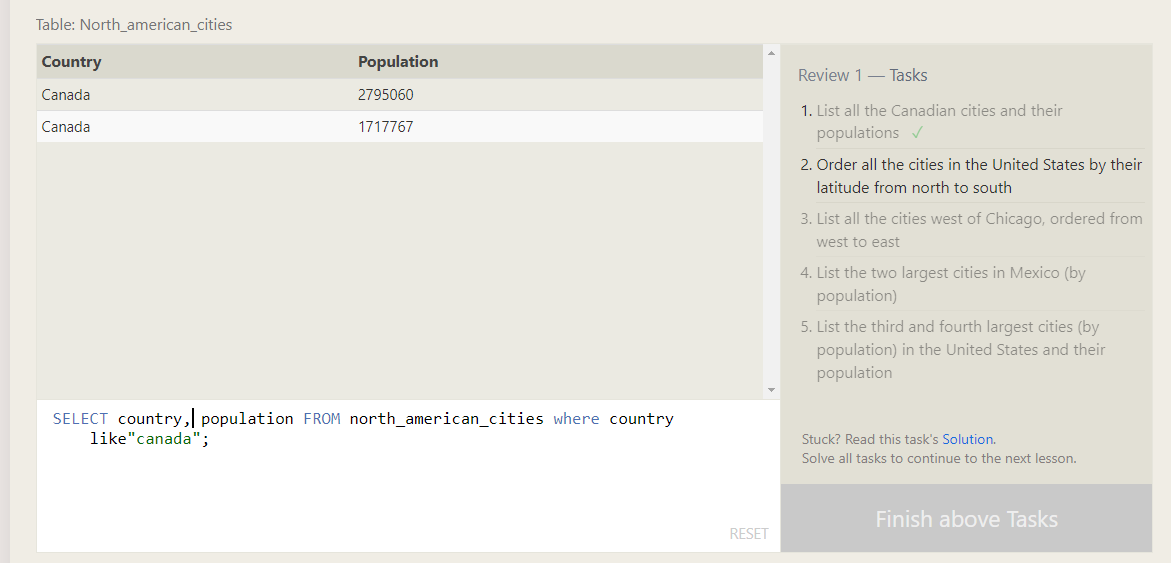 Table: North_american_cities
Country Population
Canada 2795060
Canada 1717767
SELECT country, population FROM north_american_cities where country
like"canada";
RESET
Review 1 — Tasks
1. List all the Canadian cities and their
populations ✓
2. Order all the cities in the United States by their
latitude from north to south
3. List all the cities west of Chicago, ordered from
west to east
4. List the two largest cities in Mexico (by
population)
5. List the third and fourth largest cities (by
population) in the United States and their
population
Stuck? Read this task's Solution.
Solve all tasks to continue to the next lesson.
Finish above Tasks